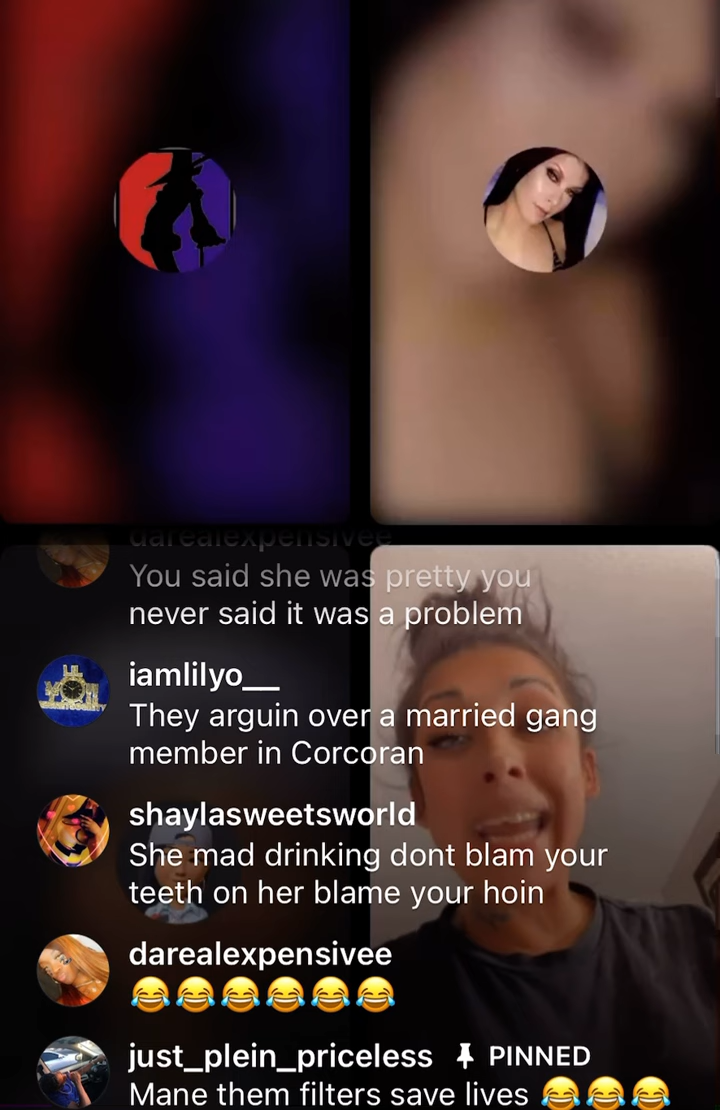 darealexpensivee
You said she was pretty you
never said it was a problem
iamlilyo__
They arguin over a married gang
member in Corcoran
shaylasweetsworld
She mad drinking dont blam your
teeth on her blame your hoin
darealexpensivee
😂😂😂😂😂😂
just_plein_priceless PINNED
Mane them filters save lives 😂😂😂